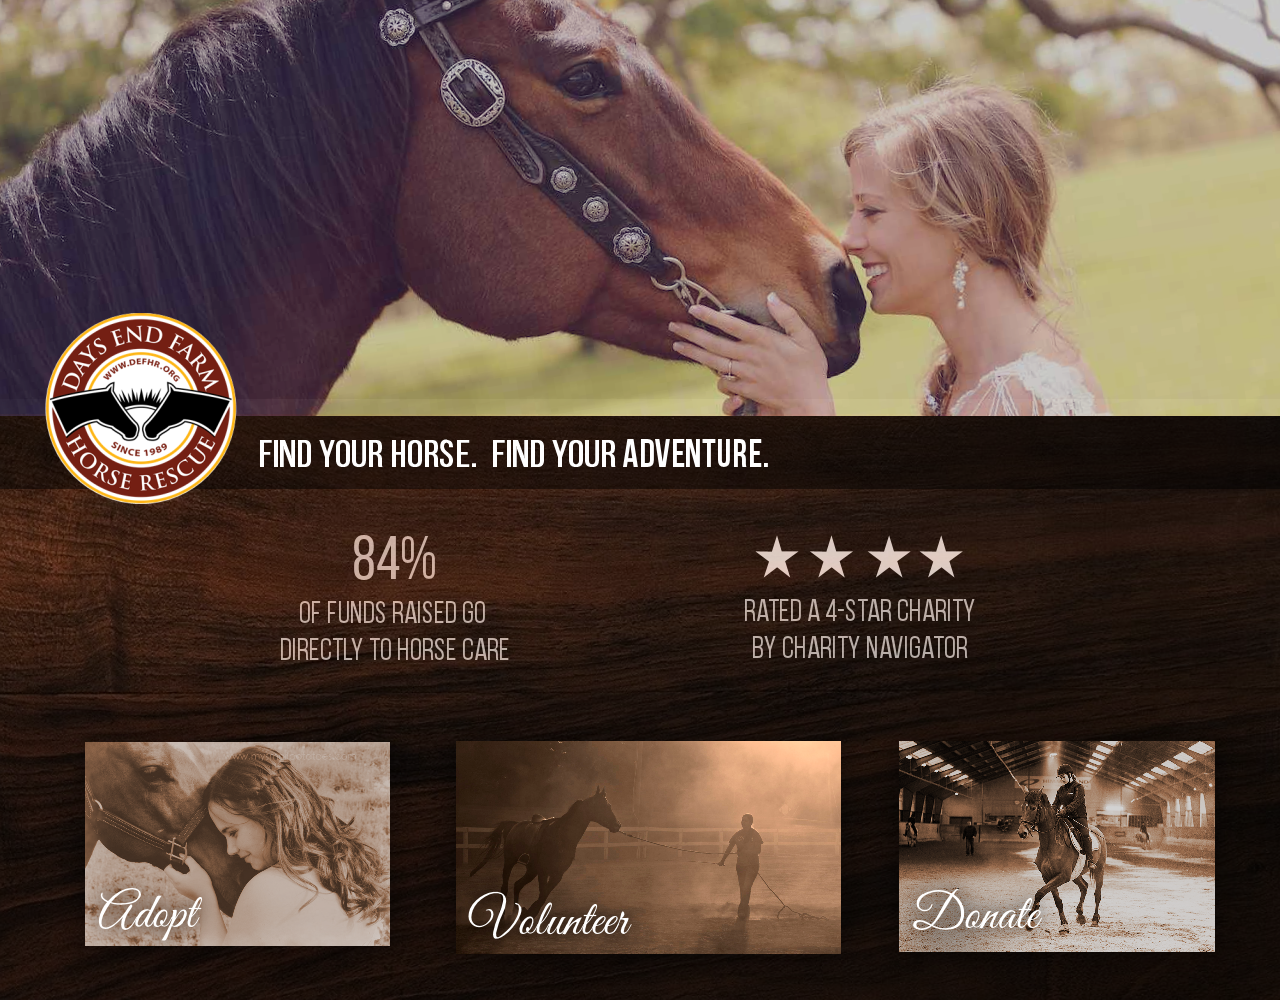 DAYS END FARM
WWW.DEFHR.ORG
SINCE 1989
HORSE RESCUE
FIND YOUR HORSE. FIND YOUR ADVENTURE.
84%
OF FUNDS RAISED GO
DIRECTLY TO HORSE CARE
★★★★
RATED A 4-STAR CHARITY
BY CHARITY NAVIGATOR
Adopt
Volunteer
Donate